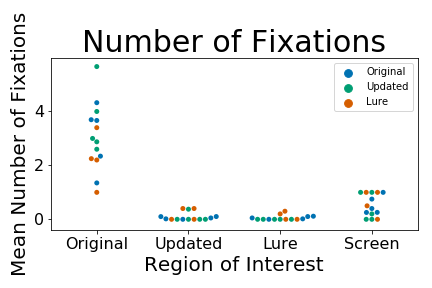 Number of Fixations
Mean Number of Fixations
4
2
0
Original
Updated
Lure
Original
Updated
Lure
Screen
Region of Interest